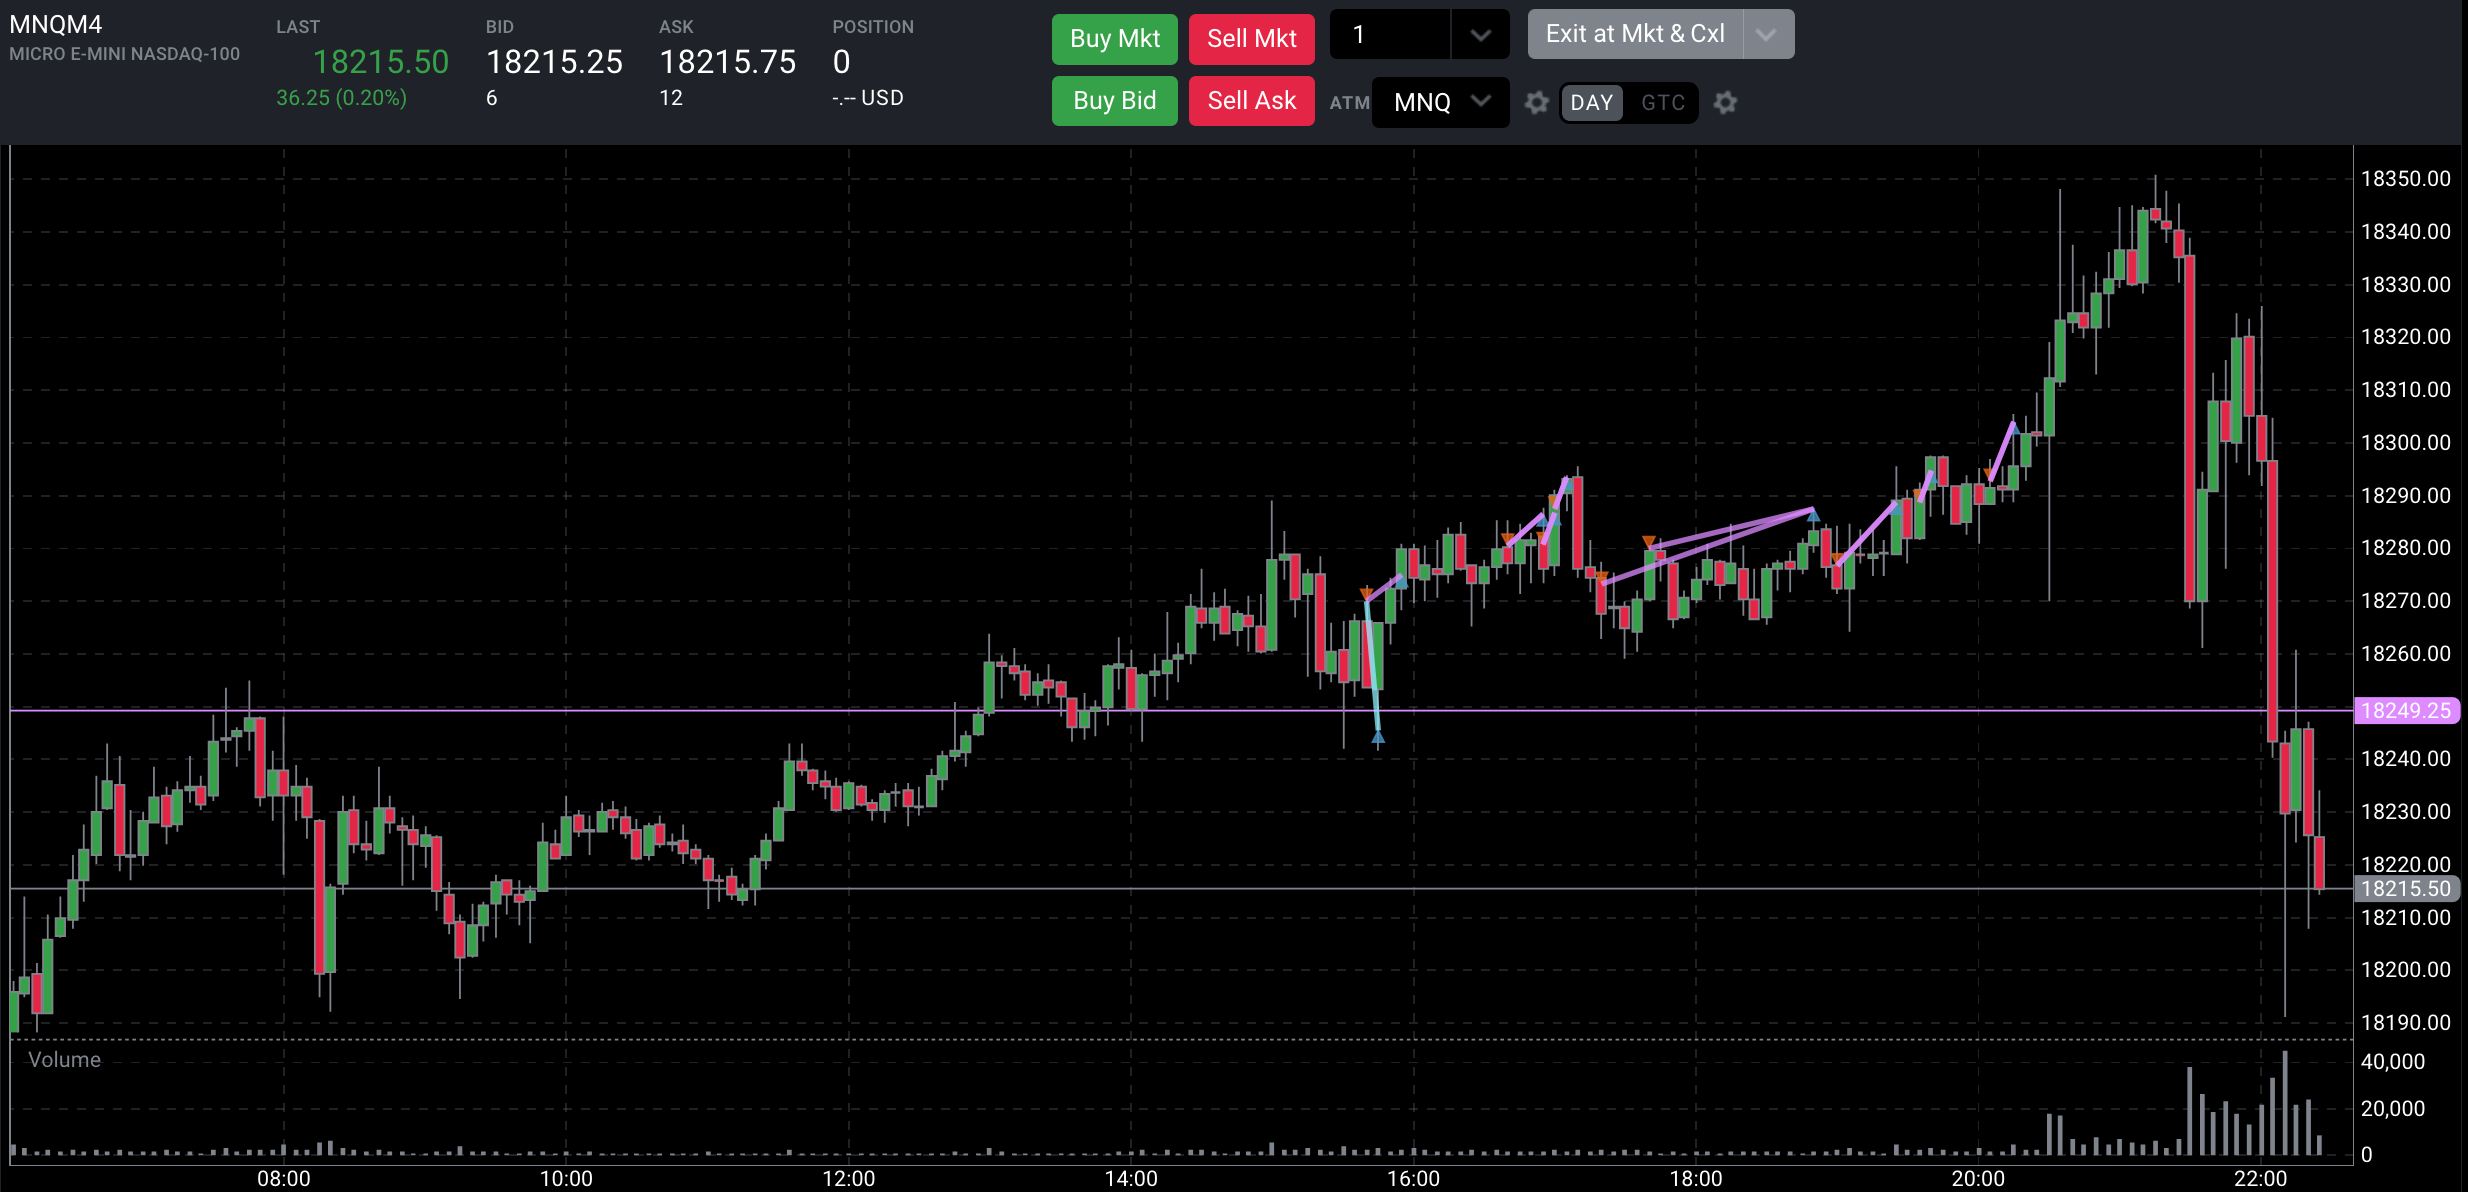 MNQM4
MICRO E-MINI NASDAQ-100
LAST
18215.50
36.25 (0.20%)
BID
18215.25
6
ASK
18215.75
12
POSITION
0
-.-- USD
Buy Mkt
Sell Mkt
1
Exit at Mkt & Cxl
Buy Bid
Sell Ask
ATM
MNQ
DAY
GTC
18350.00
18340.00
18330.00
18320.00
18310.00
18300.00
18290.00
18280.00
18270.00
18260.00
18249.25
18240.00
18230.00
18220.00
18215.50
18210.00
18200.00
18190.00
Volume
40,000
20,000
0
08:00
10:00
12:00
14:00
16:00
18:00
20:00
22:00